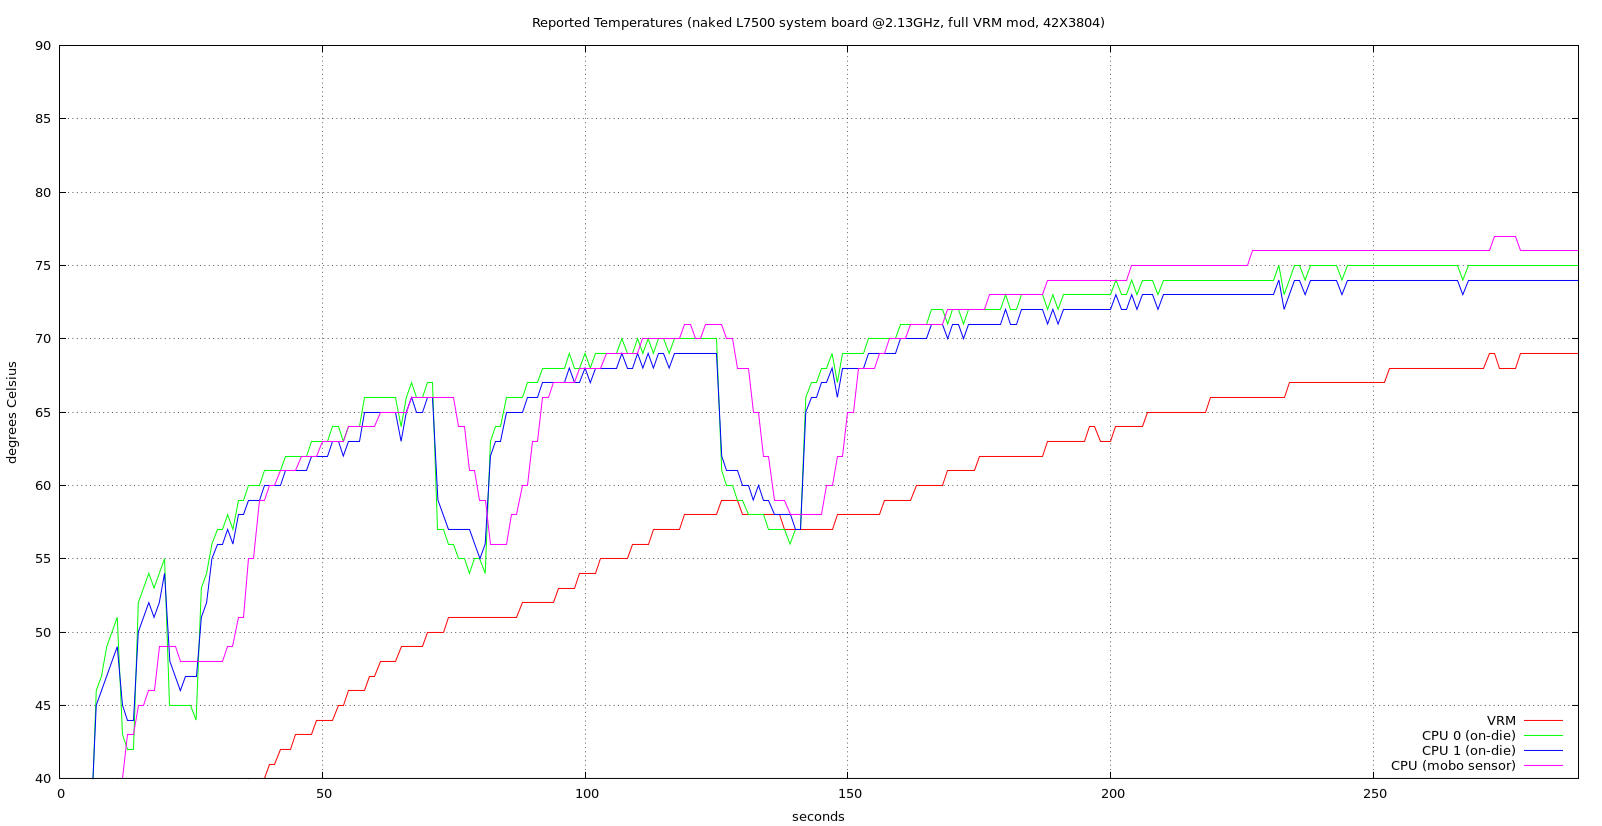 Reported Temperatures (naked L7500 system board @2.13GHz, full VRM mod, 42X3804)
degrees Celsius
90
85
80
75
70
65
60
55
50
45
40
VRM
CPU 0 (on-die)
CPU 1 (on-die)
CPU (mobo sensor)
0 50 100 150 200 250
seconds